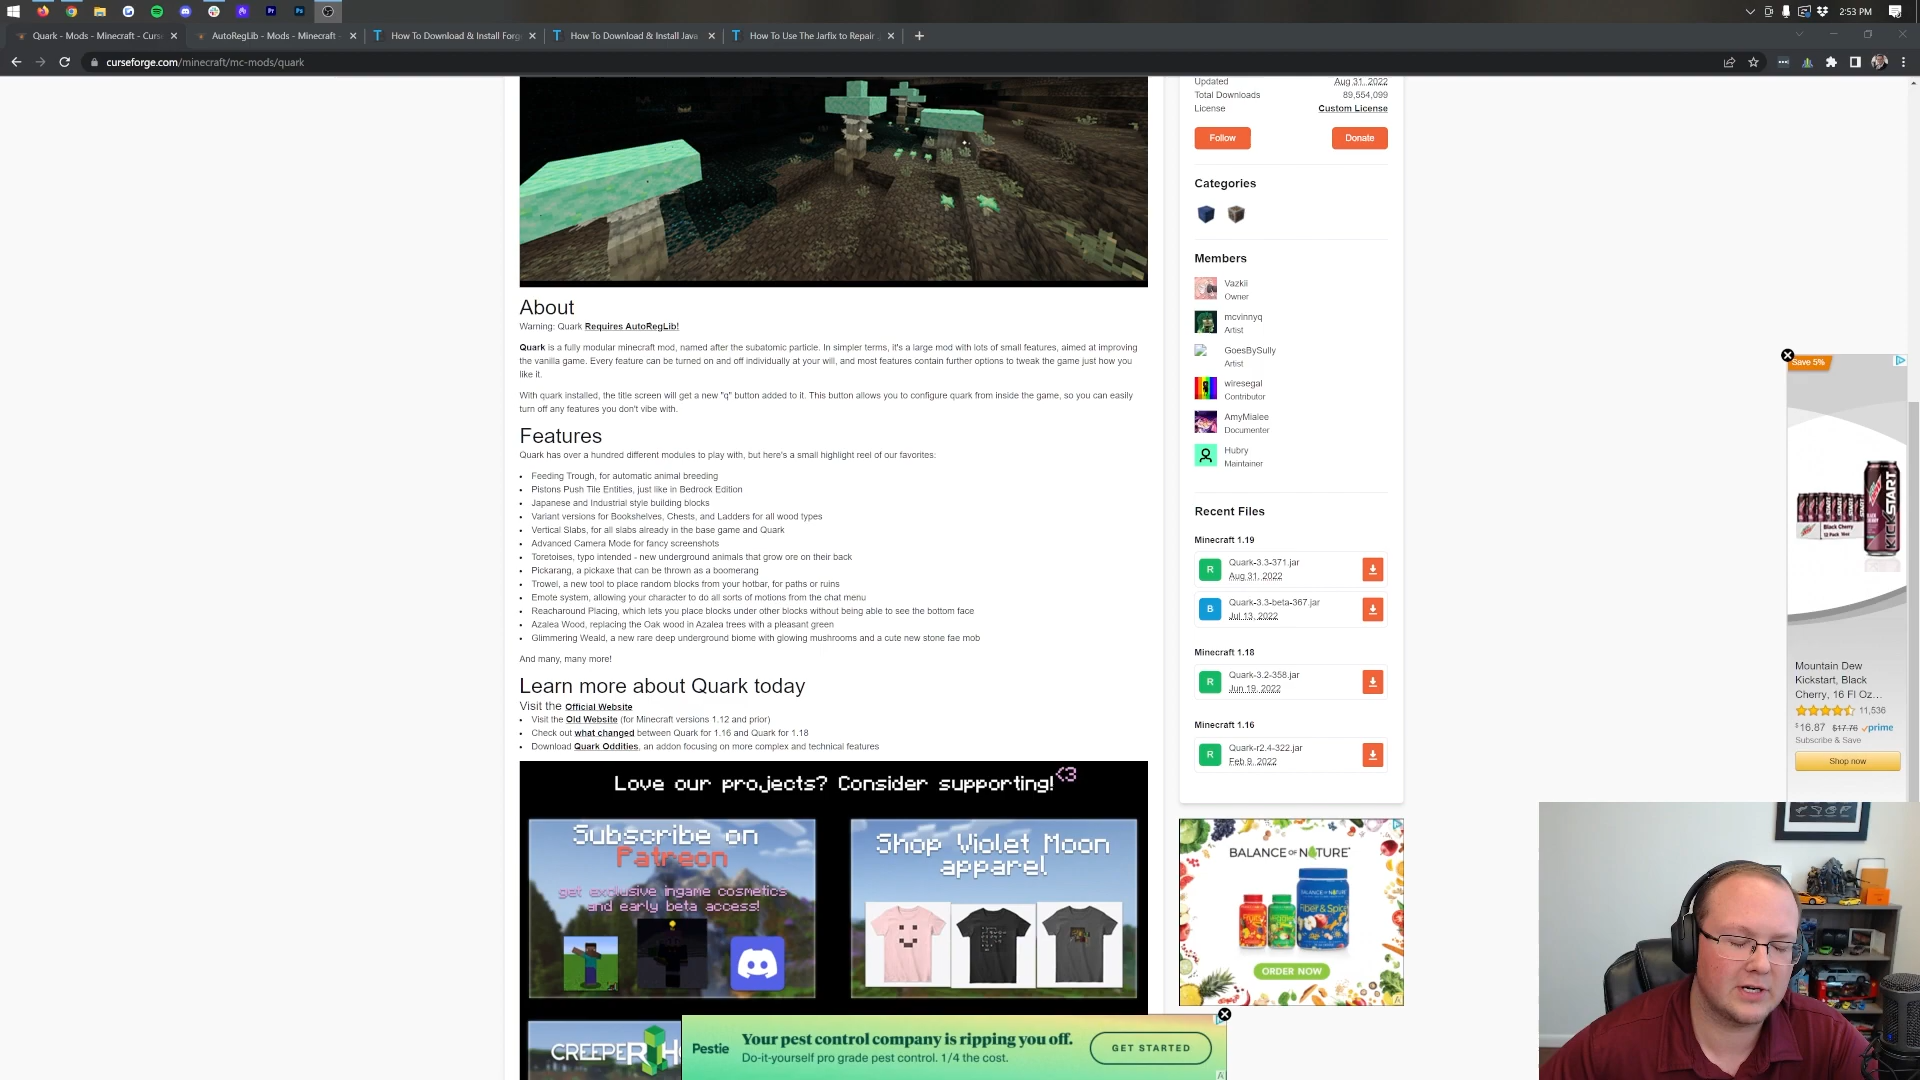 2:53 PM
Quark - Mods - Minecraft - Curs
AutoRegLib - Mods - Minecraft -
How To Download & Install Forg
How To Download & Install Java
How To Use The Jarfix to Repair
curseforge.com/minecraft/mc-mods/quark
Updated Aug 31, 2022
Total Downloads 89,554,099
License Custom License
Follow Donate
Categories
Members
Vazkii
Owner
mcvinnyq
Artist
GoesBySully
Artist
wiresegal
Contributor
AmyMialee
Documenter
Hubry
Maintainer
Recent Files
Minecraft 1.19
R Quark-3.3-371.jar
Aug 31, 2022
B Quark-3.3-beta-367.jar
Jul 13, 2022
Minecraft 1.18
R Quark-3.2-358.jar
Jun 19, 2022
Minecraft 1.16
R Quark-r2.4-322.jar
Feb 9, 2022
About
Warning: Quark Requires AutoRegLib!
Quark is a fully modular minecraft mod, named after the subatomic particle. In simpler terms, it's a large mod with lots of small features, aimed at improving
the vanilla game. Every feature can be turned on and off individually at your will, and most features contain further options to tweak the game just how you
like it.
With quark installed, the title screen will get a new "q" button added to it. This button allows you to configure quark from inside the game, so you can easily
turn off any features you don't vibe with.
Features
Quark has over a hundred different modules to play with, but here's a small highlight reel of our favorites:
• Feeding Trough, for automatic animal breeding
• Pistons Push Tile Entities, just like in Bedrock Edition
• Japanese and Industrial style building blocks
• Variant versions for Bookshelves, Chests, and Ladders for all wood types
• Vertical Slabs, for all slabs already in the base game and Quark
• Advanced Camera Mode for fancy screenshots
• Toretoises, typo intended - new underground animals that grow ore on their back
• Pickarang, a pickaxe that can be thrown as a boomerang
• Trowel, a new tool to place random blocks from your hotbar, for paths or ruins
• Emote system, allowing your character to do all sorts of motions from the chat menu
• Reacharound Placing, which lets you place blocks under other blocks without being able to see the bottom face
• Azalea Wood, replacing the Oak wood in Azalea trees with a pleasant green
• Glimmering Weald, a new rare deep underground biome with glowing mushrooms and a cute new stone fae mob
And many, many more!
Learn more about Quark today
Visit the Official Website
• Visit the Old Website (for Minecraft versions 1.12 and prior)
• Check out what changed between Quark for 1.16 and Quark for 1.18
• Download Quark Oddities, an addon focusing on more complex and technical features
Love our projects? Consider supporting!<3
Subscribe on
Patreon
get exclusive ingame cosmetics
and early beta access!
Shop Violet Moon
apparel
CREEPERH
Pestie
Your pest control company is ripping you off.
Do-it-yourself pro grade pest control. 1/4 the cost.
GET STARTED
BALANCE OF NATURE
Fiber & Spice
ORDER NOW
Save 5%
KICKSTART
Black Cherry
Mountain Dew
Kickstart, Black
Cherry, 16 Fl Oz...
11,536
$16.87 $17.76 prime
Subscribe & Save
Shop now